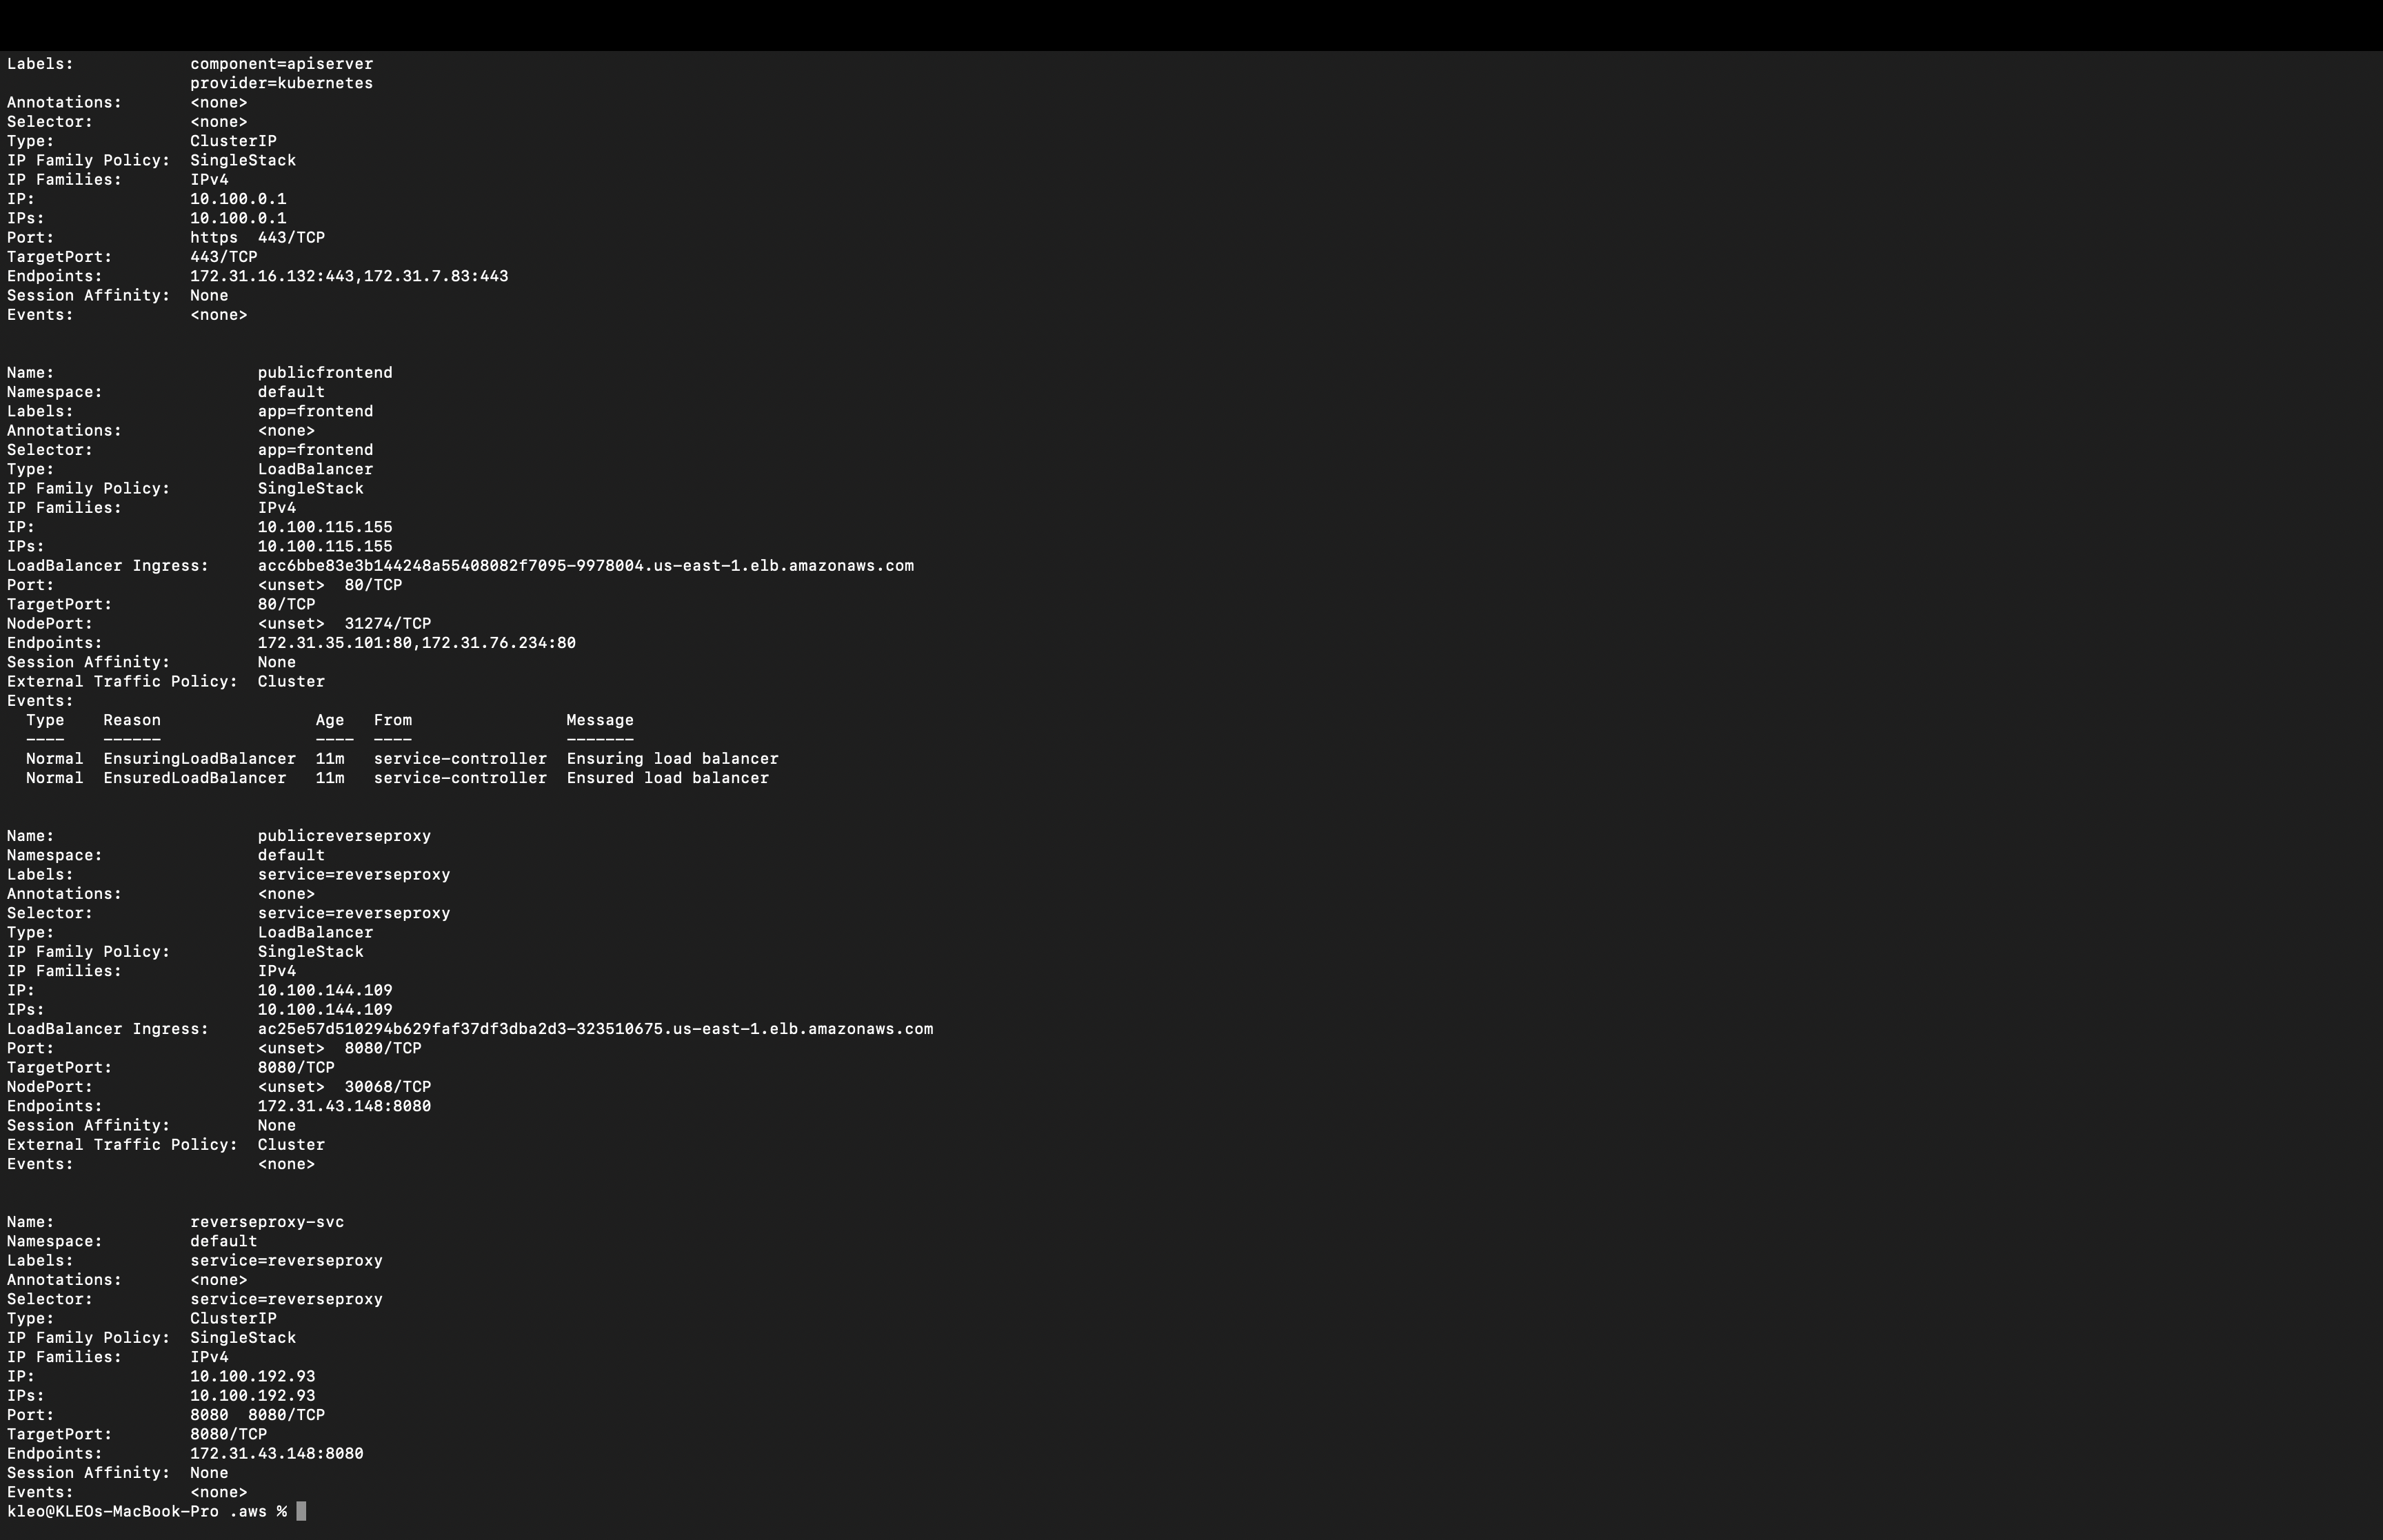 Labels:            component=apiserver
                   provider=kubernetes
Annotations:       <none>
Selector:          <none>
Type:              ClusterIP
IP Family Policy:  SingleStack
IP Families:       IPv4
IP:                10.100.0.1
IPs:               10.100.0.1
Port:              https  443/TCP
TargetPort:        443/TCP
Endpoints:         172.31.16.132:443,172.31.7.83:443
Session Affinity:  None
Events:            <none>

Name:                     publicfrontend
Namespace:                default
Labels:                   app=frontend
Annotations:              <none>
Selector:                 app=frontend
Type:                     LoadBalancer
IP Family Policy:         SingleStack
IP Families:              IPv4
IP:                       10.100.115.155
IPs:                      10.100.115.155
LoadBalancer Ingress:     acc6bbe83e3b144248a55408082f7095-9978004.us-east-1.elb.amazonaws.com
Port:                     <unset>  80/TCP
TargetPort:               80/TCP
NodePort:                 <unset>  31274/TCP
Endpoints:                172.31.35.101:80,172.31.76.234:80
Session Affinity:         None
External Traffic Policy:  Cluster
Events:
  Type    Reason                Age   From                Message
  ----    ------                ----  ----                -------
  Normal  EnsuringLoadBalancer  11m   service-controller  Ensuring load balancer
  Normal  EnsuredLoadBalancer   11m   service-controller  Ensured load balancer

Name:                     publicreverseproxy
Namespace:                default
Labels:                   service=reverseproxy
Annotations:              <none>
Selector:                 service=reverseproxy
Type:                     LoadBalancer
IP Family Policy:         SingleStack
IP Families:              IPv4
IP:                       10.100.144.109
IPs:                      10.100.144.109
LoadBalancer Ingress:     ac25e57d510294b629faf37df3dba2d3-323510675.us-east-1.elb.amazonaws.com
Port:                     <unset>  8080/TCP
TargetPort:               8080/TCP
NodePort:                 <unset>  30068/TCP
Endpoints:                172.31.43.148:8080
Session Affinity:         None
External Traffic Policy:  Cluster
Events:                   <none>

Name:              reverseproxy-svc
Namespace:         default
Labels:            service=reverseproxy
Annotations:       <none>
Selector:          service=reverseproxy
Type:              ClusterIP
IP Family Policy:  SingleStack
IP Families:       IPv4
IP:                10.100.192.93
IPs:               10.100.192.93
Port:              8080  8080/TCP
TargetPort:        8080/TCP
Endpoints:         172.31.43.148:8080
Session Affinity:  None
Events:            <none>
kleo@KLEOs-MacBook-Pro .aws %